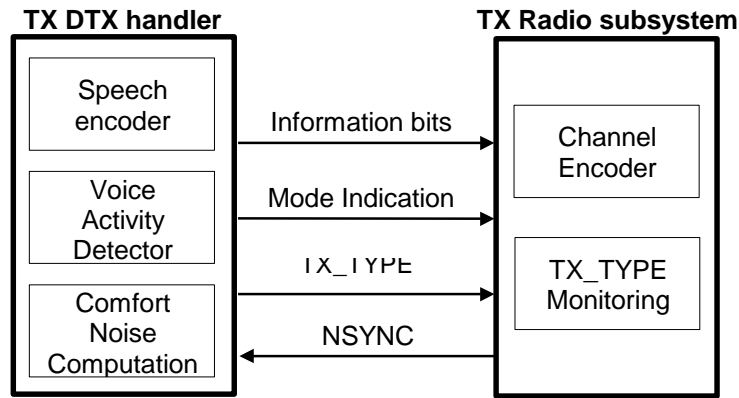 TX DTX handler
TX Radio subsystem
Speech
encoder
Voice
Activity
Detector
Comfort
Noise
Computation
Information bits
Mode Indication
TX_TYPE
NSYNC
Channel
Encoder
TX_TYPE
Monitoring